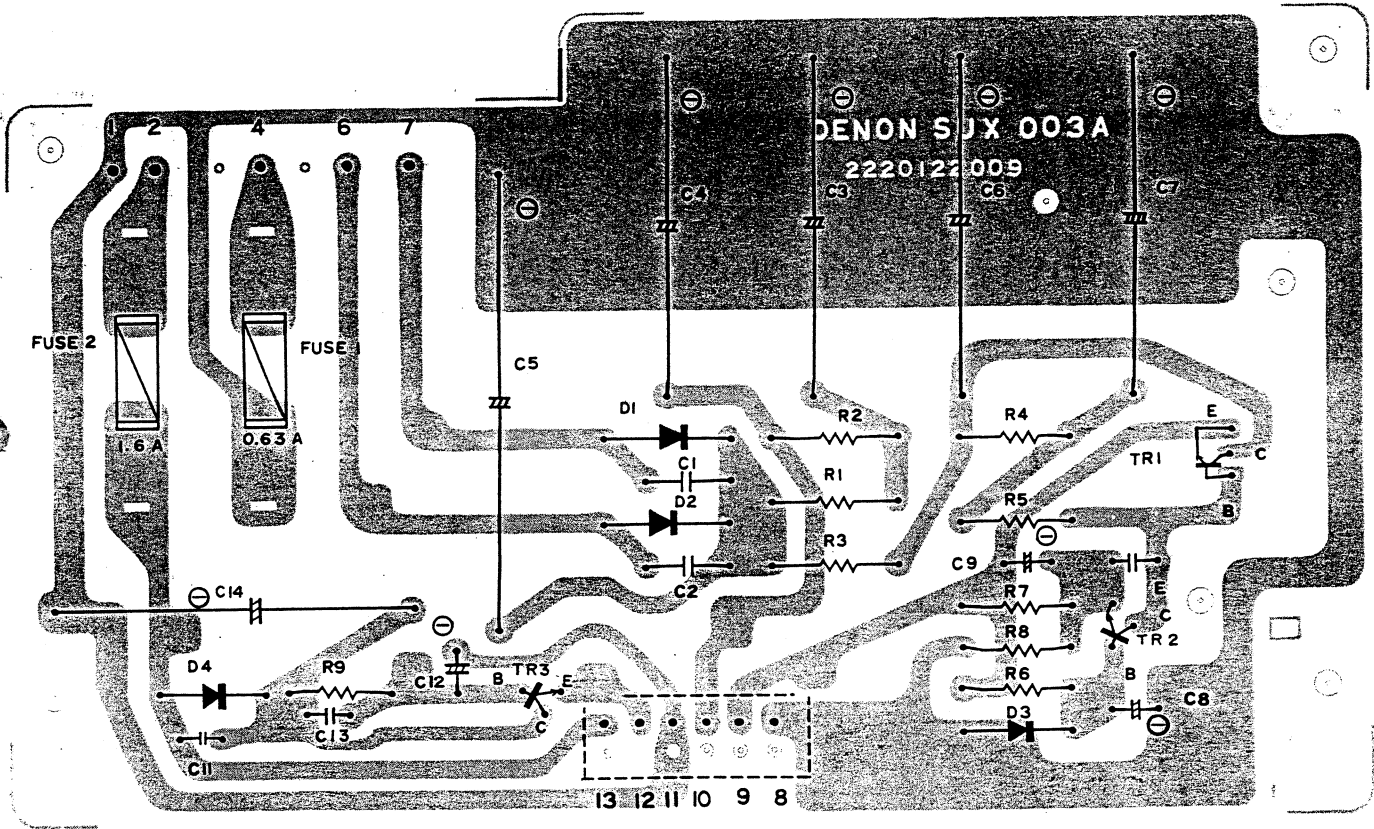 1 2 4 6 7
DENON SUX 003A
2220122009
C4 C3 C6 C7
FUSE 2
FUSE 1
C5
D1
R2
R4
E
1.6 A
0.63 A
C1
R1
TR1
C
D2
R5
B
R3
C9
C2
E
C14
R7
C
R8
TR2
D4
R9
C12
B
TR3
E
R6
B
C8
C13
C
D3
C11
13 12 11 10 9 8